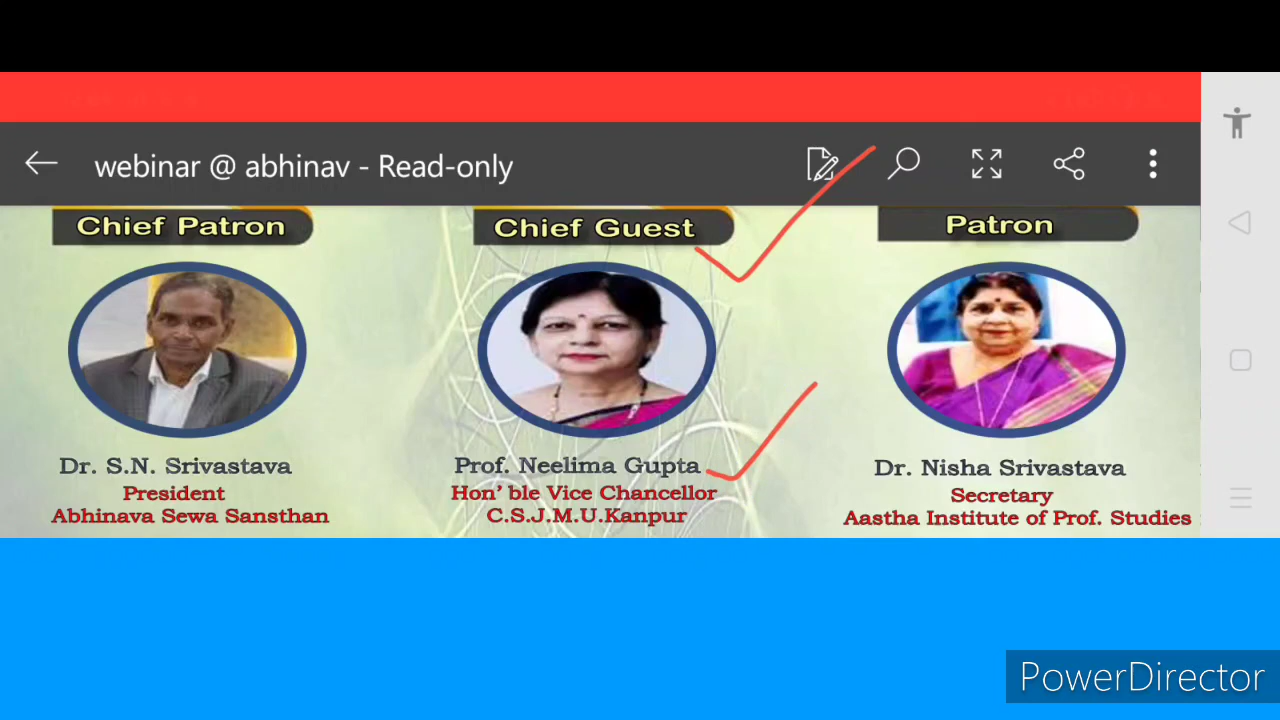 webinar @ abhinav - Read-only
Chief Patron
Chief Guest
Patron
Dr. S.N. Srivastava
President
Abhinava Sewa Sansthan
Prof. Neelima Gupta
Hon' ble Vice Chancellor
C.S.J.M.U.Kanpur
Dr. Nisha Srivastava
Secretary
Aastha Institute of Prof. Studies
PowerDirector